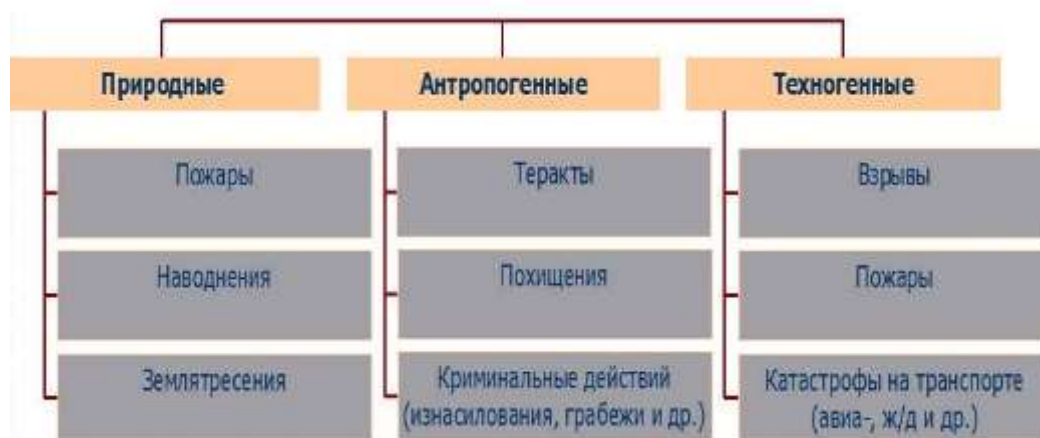 Природные
Антропогенные
Техногенные
Пожары
Теракты
Взрывы
Наводнения
Похищения
Пожары
Землятресения
Криминальные действий
(изнасилования, грабежи и др.)
Катастрофы на транспорте
(авиа-, ж/д и др.)